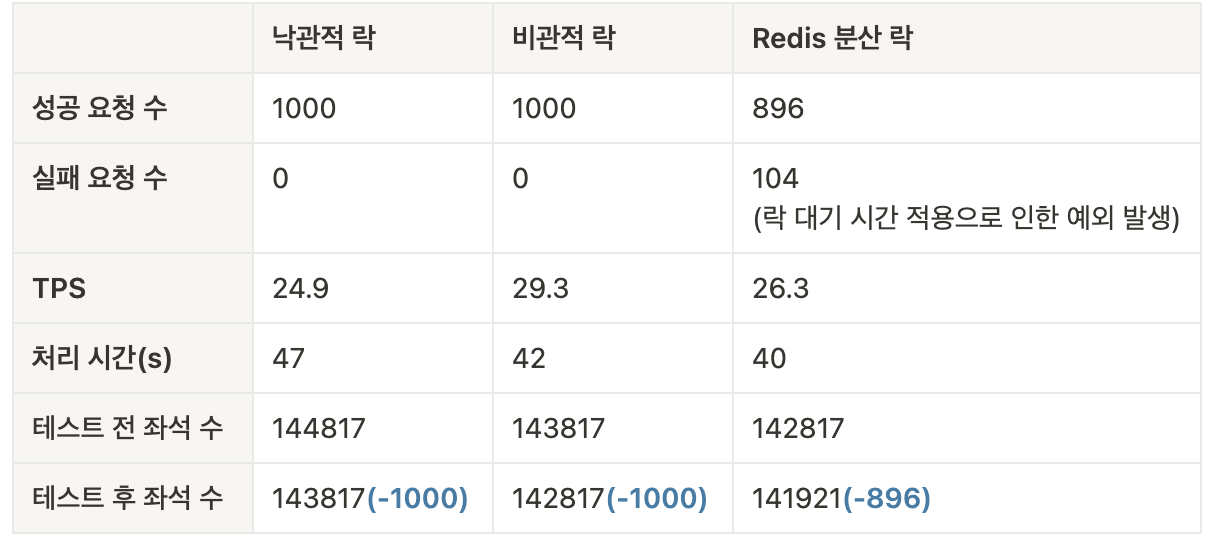 낙관적 락 비관적 락 Redis 분산 락
성공 요청 수 1000 1000 896
실패 요청 수 0 0 104
(락 대기 시간 적용으로 인한 예외 발생)
TPS 24.9 29.3 26.3
처리 시간(s) 47 42 40
테스트 전 좌석 수 144817 143817 142817
테스트 후 좌석 수 143817(-1000) 142817(-1000) 141921(-896)